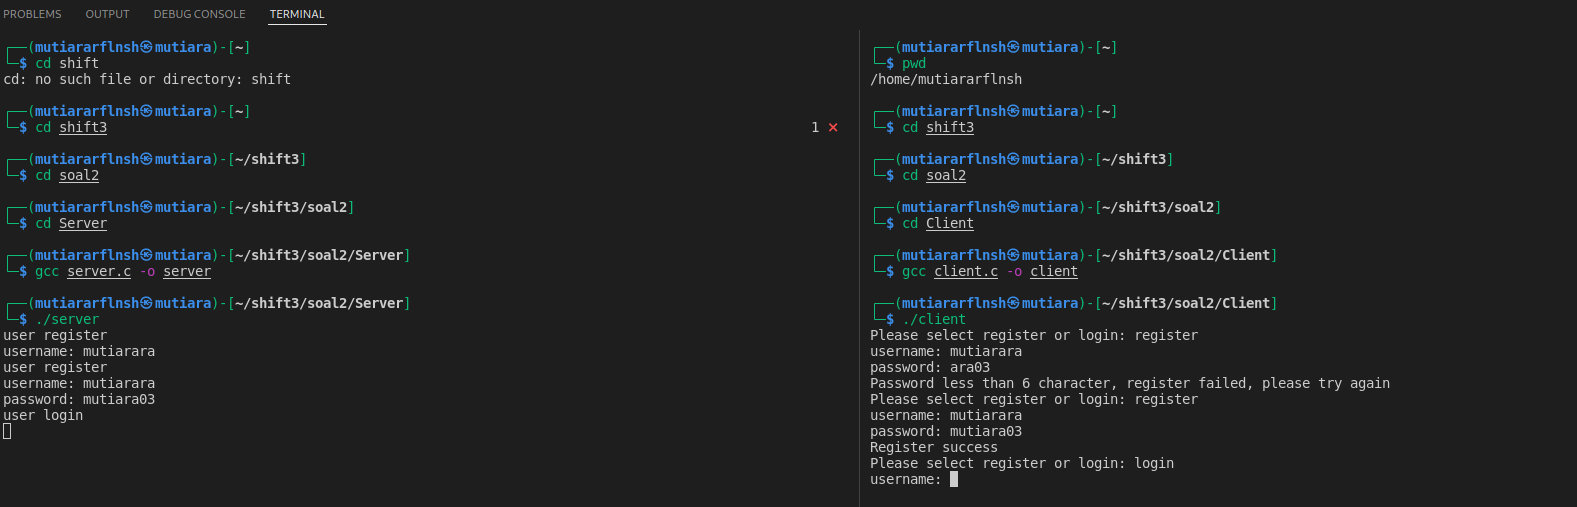 PROBLEMS OUTPUT DEBUG CONSOLE TERMINAL
┌──(mutiararflnsh㉿mutiara)-[~]
└─$ cd shift
cd: no such file or directory: shift
┌──(mutiararflnsh㉿mutiara)-[~]
└─$ cd shift3 1 ⨯
┌──(mutiararflnsh㉿mutiara)-[~/shift3]
└─$ cd soal2
┌──(mutiararflnsh㉿mutiara)-[~/shift3/soal2]
└─$ cd Server
┌──(mutiararflnsh㉿mutiara)-[~/shift3/soal2/Server]
└─$ gcc server.c -o server
┌──(mutiararflnsh㉿mutiara)-[~/shift3/soal2/Server]
└─$ ./server
user register
username: mutiarara
user register
username: mutiarara
password: mutiara03
user login
┌──(mutiararflnsh㉿mutiara)-[~]
└─$ pwd
/home/mutiararflnsh
┌──(mutiararflnsh㉿mutiara)-[~]
└─$ cd shift3
┌──(mutiararflnsh㉿mutiara)-[~/shift3]
└─$ cd soal2
┌──(mutiararflnsh㉿mutiara)-[~/shift3/soal2]
└─$ cd Client
┌──(mutiararflnsh㉿mutiara)-[~/shift3/soal2/Client]
└─$ gcc client.c -o client
┌──(mutiararflnsh㉿mutiara)-[~/shift3/soal2/Client]
└─$ ./client
Please select register or login: register
username: mutiarara
password: ara03
Password less than 6 character, register failed, please try again
Please select register or login: register
username: mutiarara
password: mutiara03
Register success
Please select register or login: login
username: